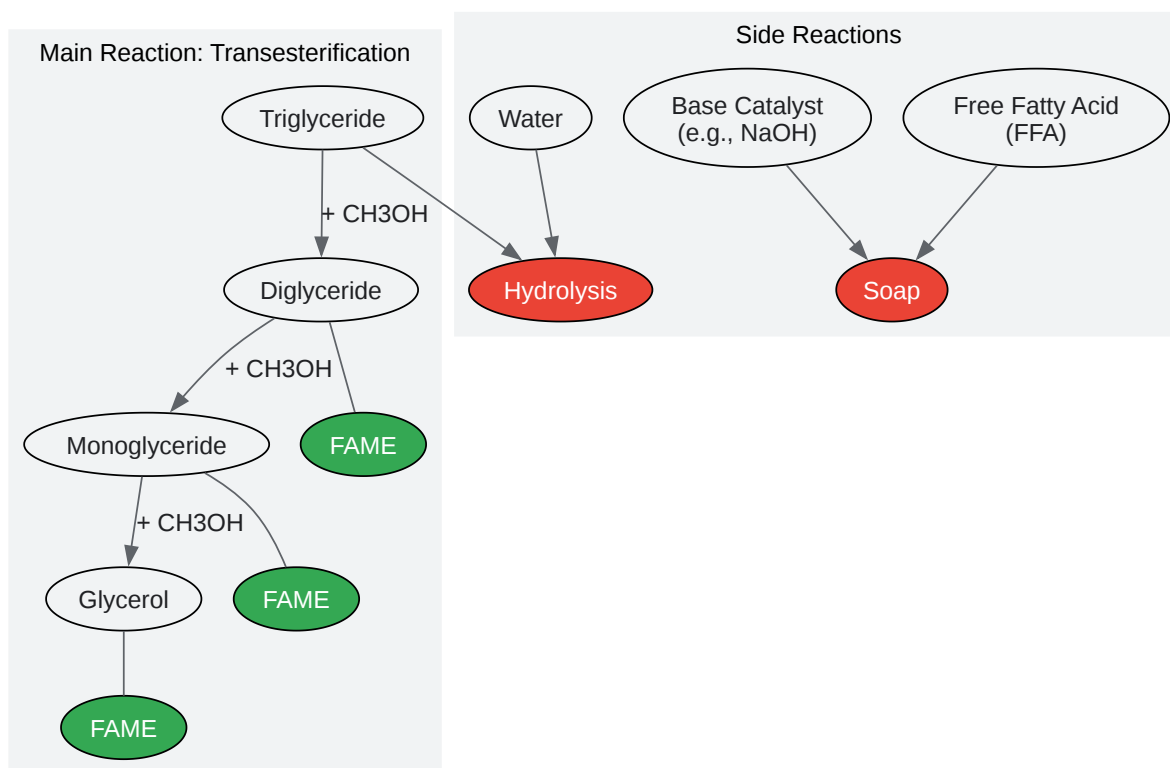 Main Reaction: Transesterification
Triglyceride
+ CH3OH
Diglyceride
+ CH3OH
Monoglyceride
FAME
+ CH3OH
Glycerol
FAME
FAME
Side Reactions
Water
Base Catalyst
(e.g., NaOH)
Free Fatty Acid
(FFA)
Hydrolysis
Soap